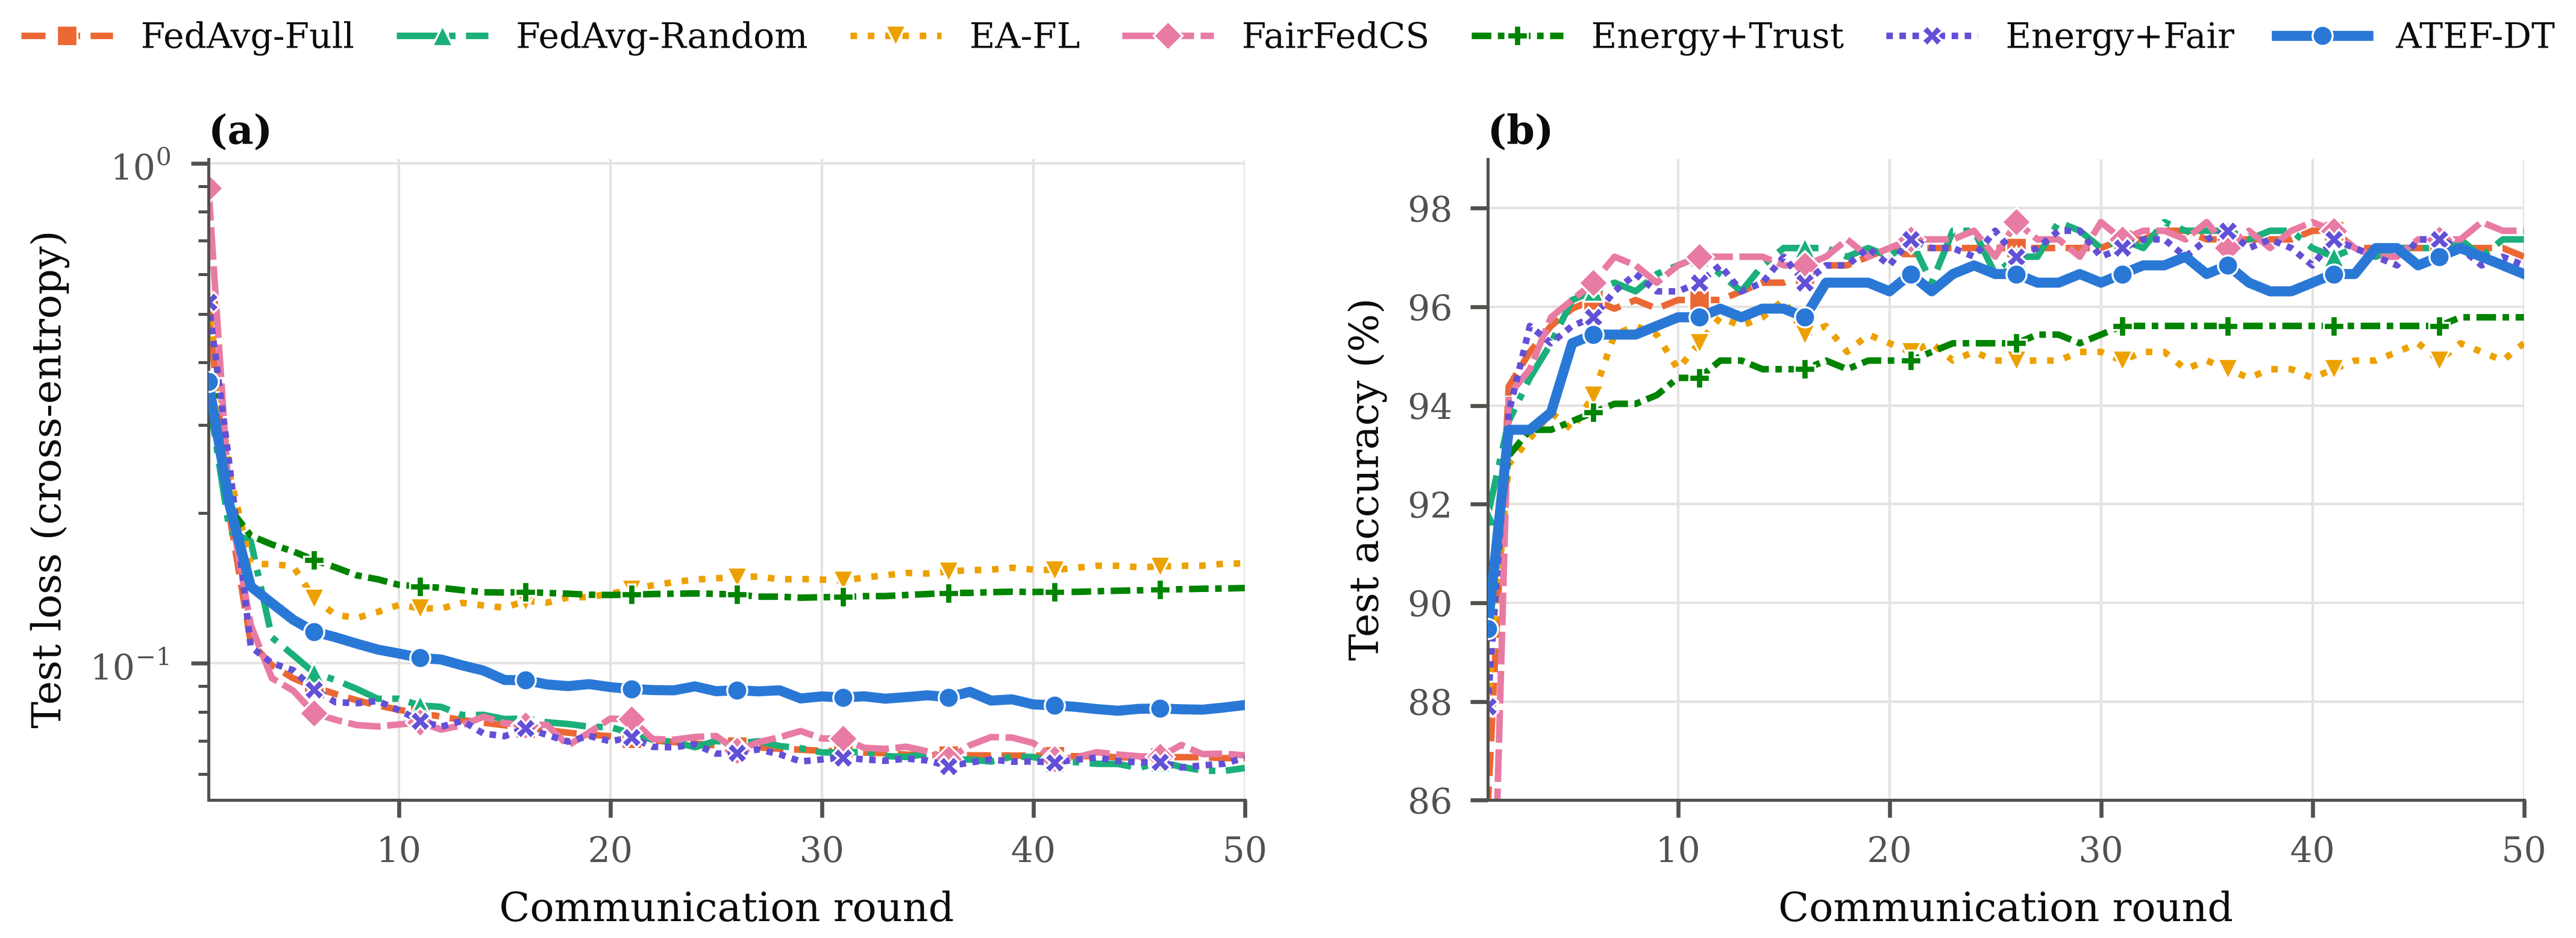 FedAvg-Full FedAvg-Random EA-FL FairFedCS Energy+Trust Energy+Fair ATEF-DT
(a)
10⁰
10⁻¹
Test loss (cross-entropy)
10 20 30 40 50
Communication round
(b)
98
96
94
92
90
88
86
Test accuracy (%)
10 20 30 40 50
Communication round